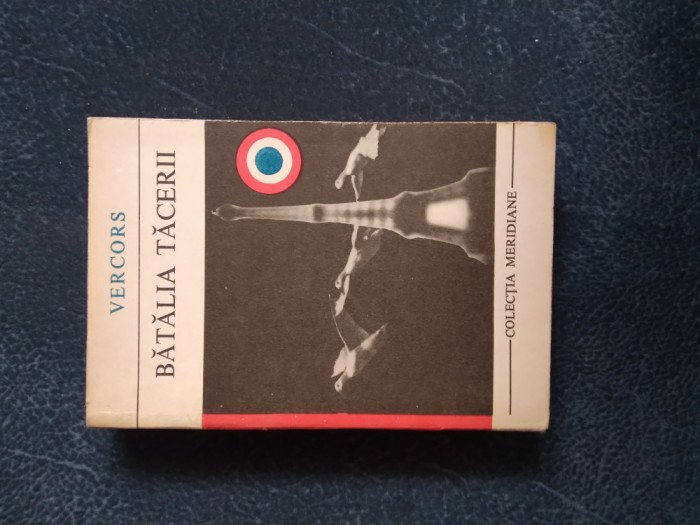 VERCORS
BĂTĂLIA TĂCERII
COLECȚIA MERIDIANE